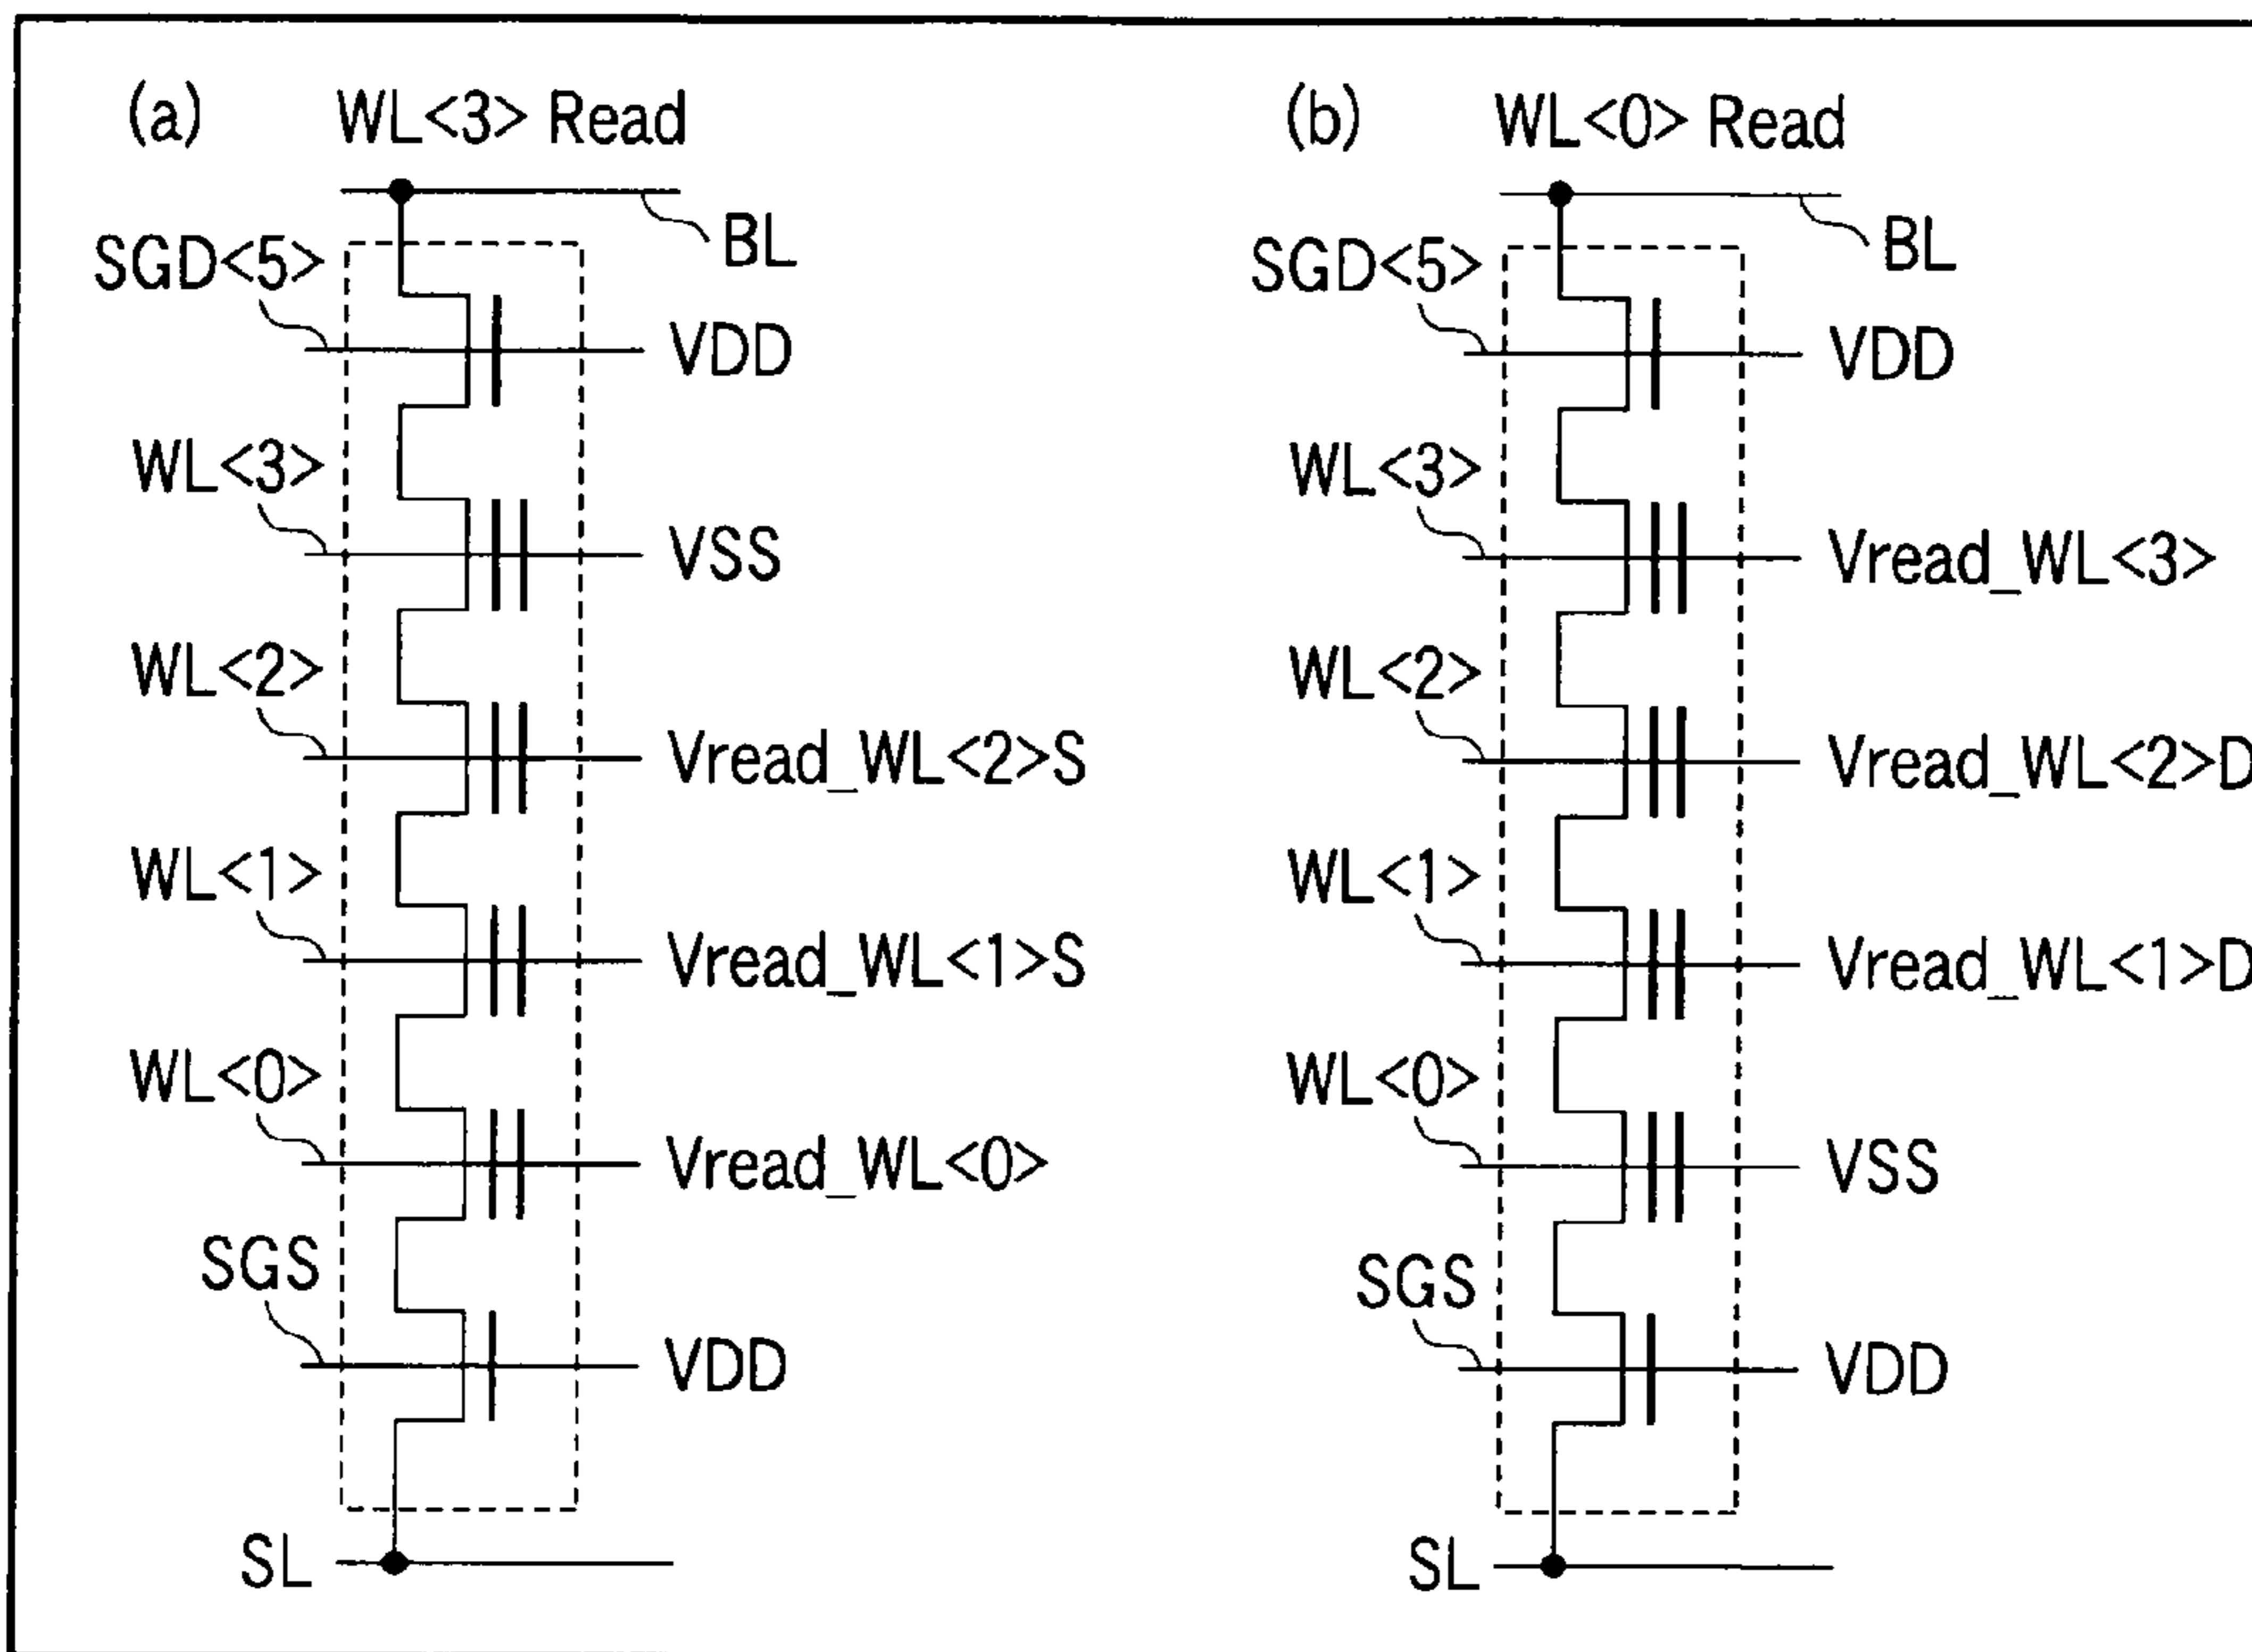 (a) WL<3> Read
BL
SGD<5>
VDD
WL<3>
VSS
WL<2>
Vread_WL<2>S
WL<1>
Vread_WL<1>S
WL<0>
Vread_WL<0>
SGS
VDD
SL
(b) WL<0> Read
BL
SGD<5>
VDD
WL<3>
Vread_WL<3>
WL<2>
Vread_WL<2>D
WL<1>
Vread_WL<1>D
WL<0>
VSS
SGS
VDD
SL